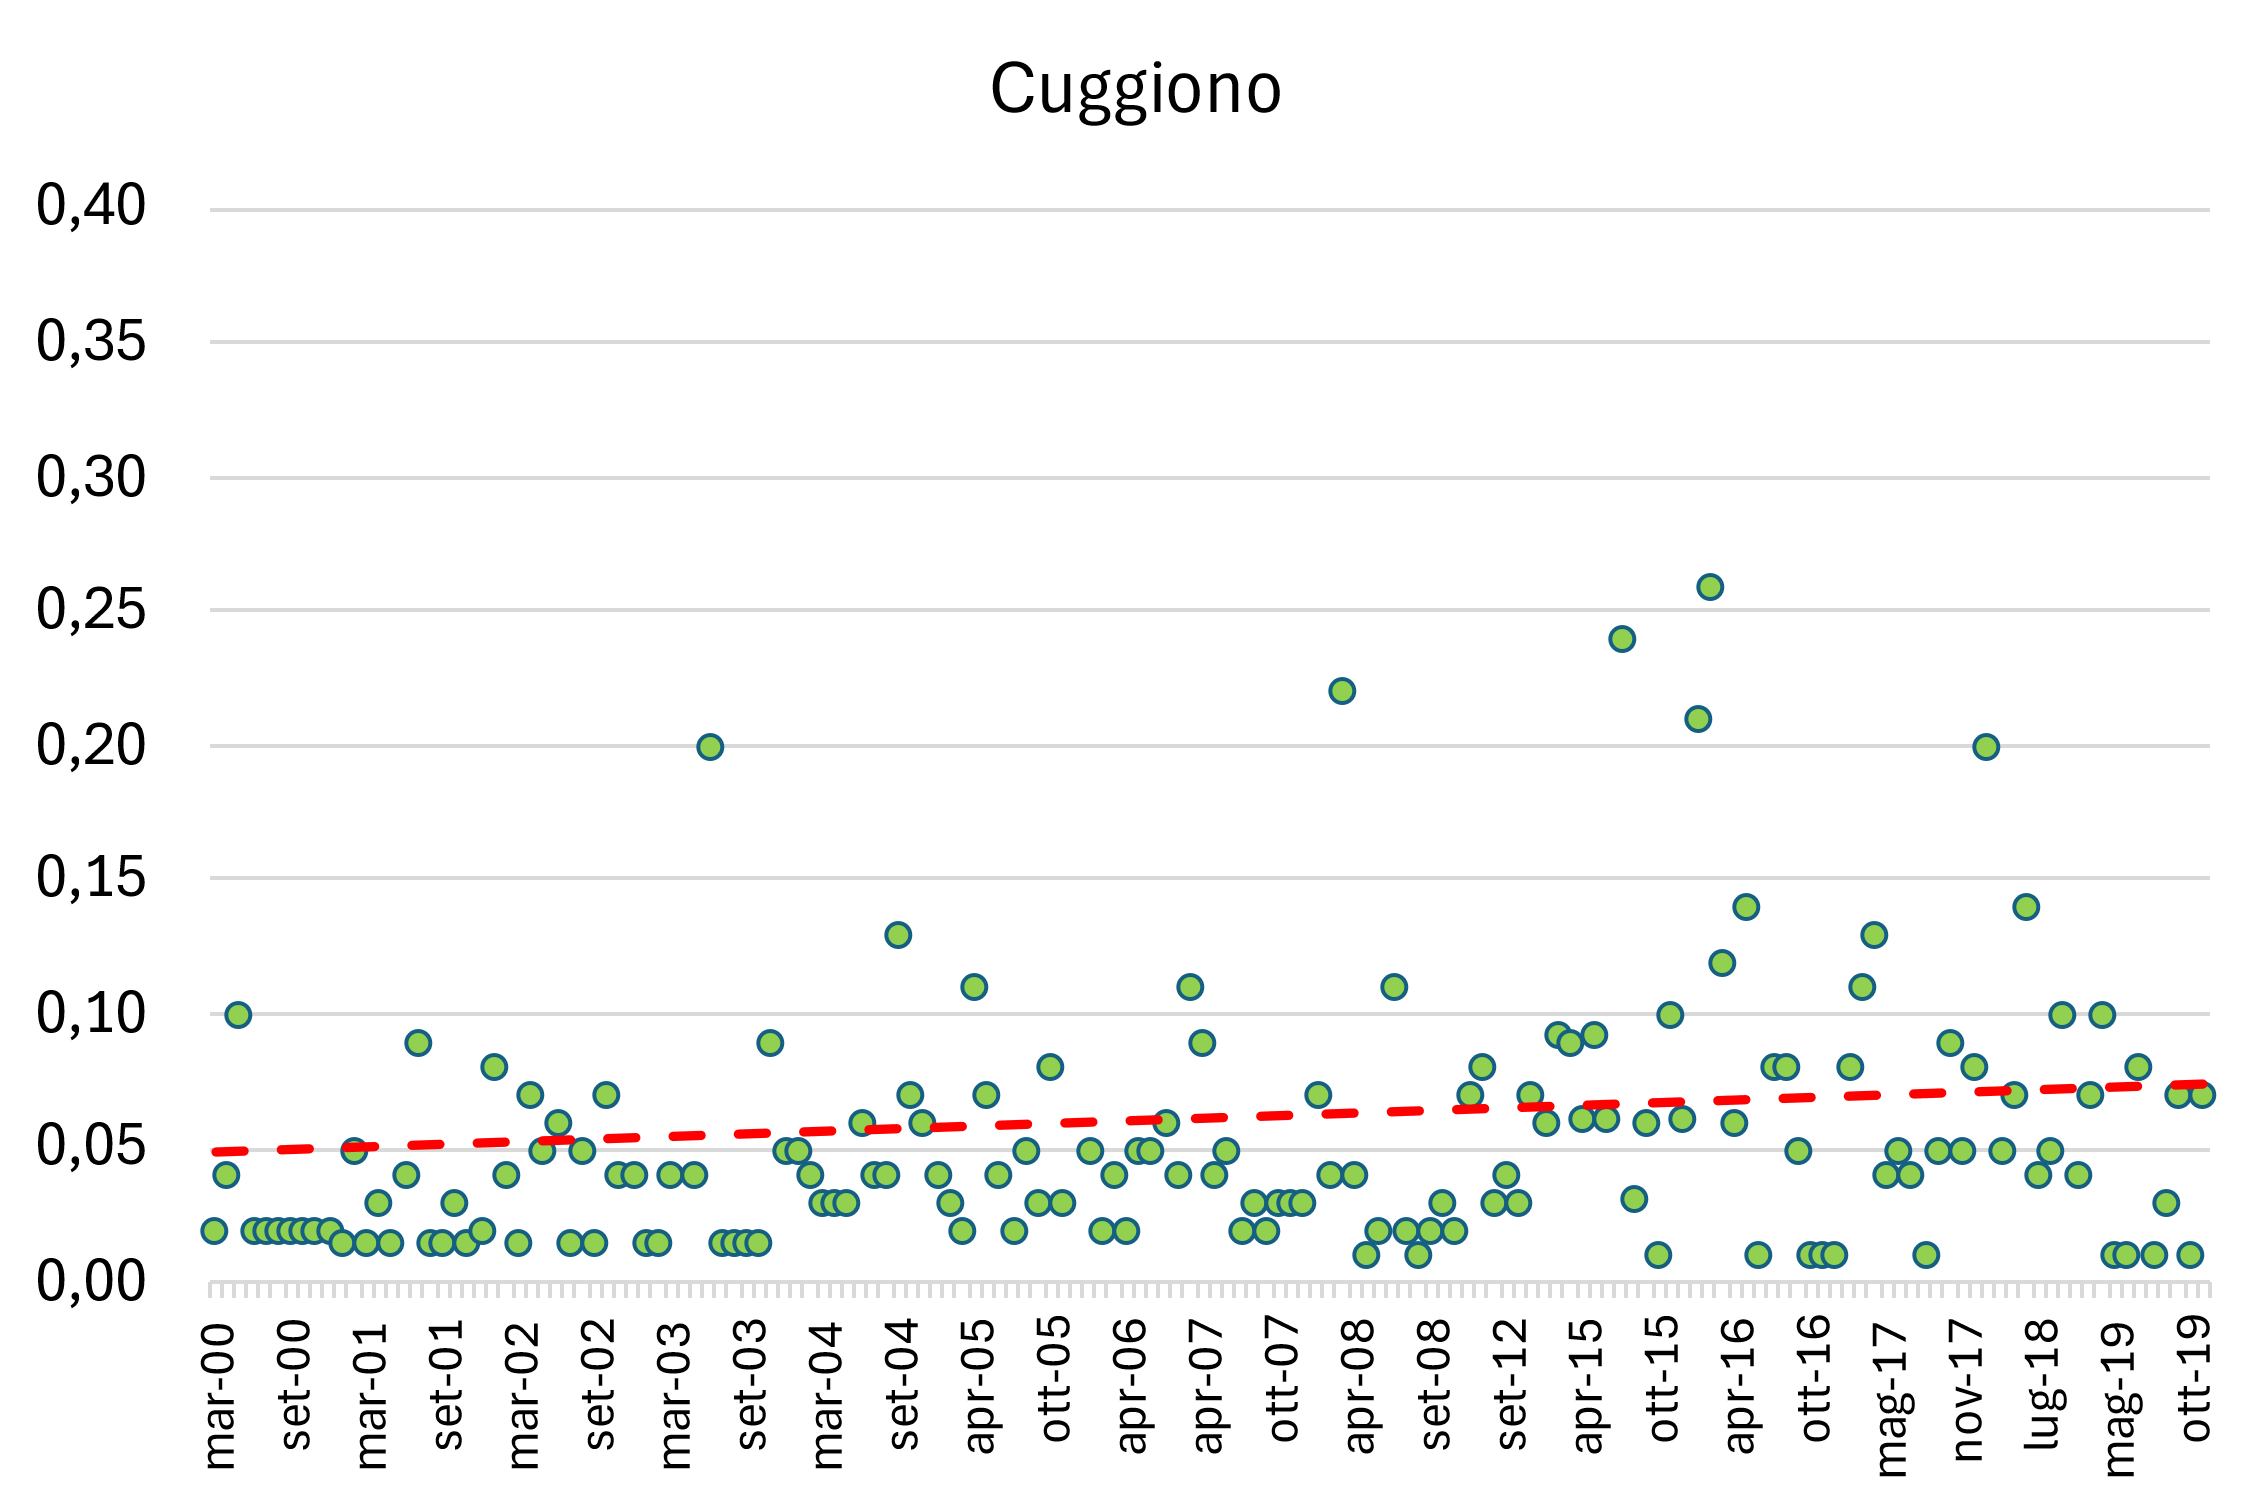 Cuggiono
0,40
0,35
0,30
0,25
0,20
0,15
0,10
0,05
0,00
mar-00
set-00
mar-01
set-01
mar-02
set-02
mar-03
set-03
mar-04
set-04
apr-05
ott-05
apr-06
apr-07
ott-07
apr-08
set-08
set-12
apr-15
ott-15
apr-16
ott-16
mag-17
nov-17
lug-18
mag-19
ott-19